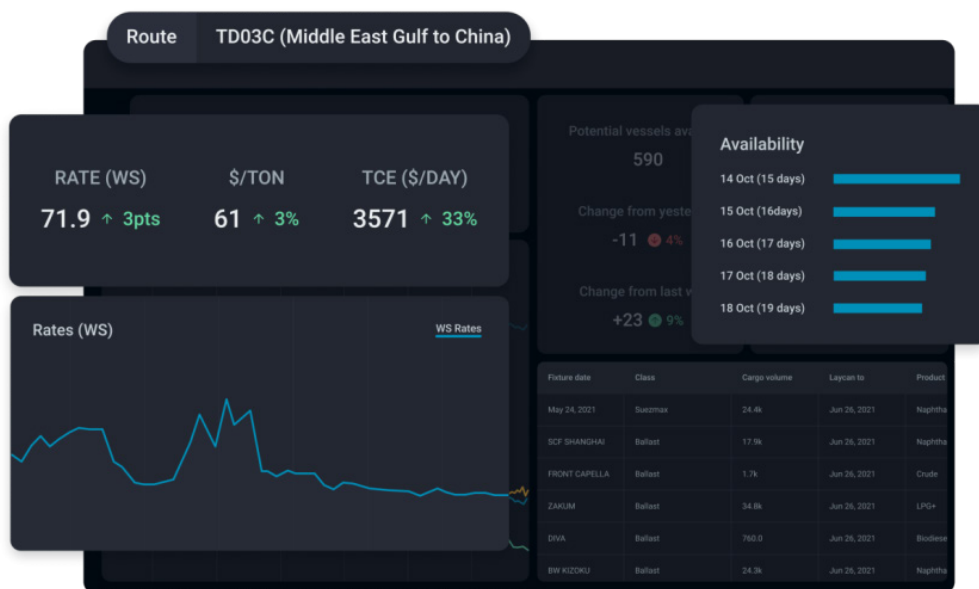 Route TD03C (Middle East Gulf to China)
RATE (WS) $/TON TCE ($/DAY)
71.9 ↑ 3pts 61 ↑ 3% 3571 ↑ 33%
Rates (WS) WS Rates
Potential vessels ava
590
Change from yeste
-11 4%
Change from last w
+23 9%
Availability
14 Oct (15 days)
15 Oct (16days)
16 Oct (17 days)
17 Oct (18 days)
18 Oct (19 days)
Fixture date Class Cargo volume Laycan to Product
May 24, 2021 Suezmax 24.4k Jun 26, 2021 Naphtha
SCF SHANGHAI Ballast 17.9k Jun 26, 2021 Naphtha
FRONT CAPELLA Ballast 1.7k Jun 26, 2021 Crude
ZAKUM Ballast 34.8k Jun 26, 2021 LPG+
DIVA Ballast 760.0 Jun 26, 2021 Biodiese
BW KIZOKU Ballast 24.3k Jun 26, 2021 Naphtha